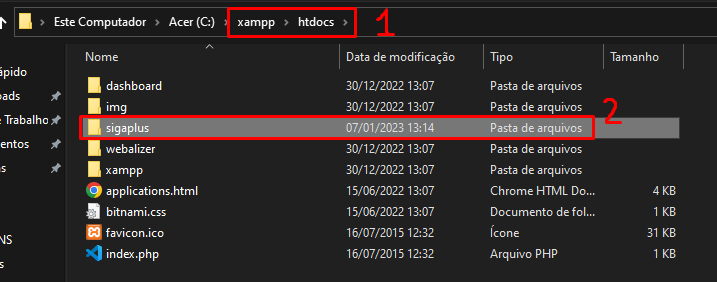 Este Computador > Acer (C:) > xampp > htdocs > 1
Nome Data de modificação Tipo Tamanho
ápido
dashboard 30/12/2022 13:07 Pasta de arquivos
oads
img 30/12/2022 13:07 Pasta de arquivos
e Trabalho
sigaplus 07/01/2023 13:14 Pasta de arquivos 2
entos
webalizer 30/12/2022 13:07 Pasta de arquivos
as
xampp 30/12/2022 13:07 Pasta de arquivos
applications.html 15/06/2022 13:07 Chrome HTML Do... 4 KB
bitnami.css 15/06/2022 13:07 Documento de fol... 1 KB
favicon.ico 16/07/2015 12:32 Ícone 31 KB
NS
index.php 16/07/2015 12:32 Arquivo PHP 1 KB
e